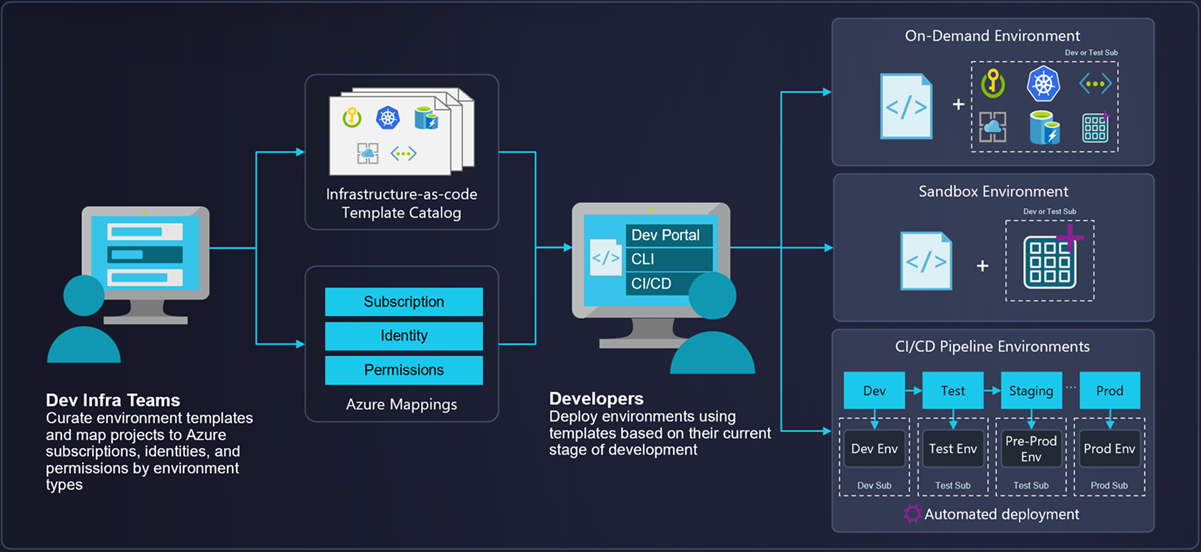 Infrastructure-as-code
Template Catalog
Subscription
Identity
Permissions
Azure Mappings
Dev Infra Teams
Curate environment templates
and map projects to Azure
subscriptions, identities, and
permissions by environment
types
Dev Portal
CLI
CI/CD
</>
Developers
Deploy environments using
templates based on their current
stage of development
On-Demand Environment
Dev or Test Sub
</>
+
Sandbox Environment
Dev or Test Sub
</>
+
CI/CD Pipeline Environments
Dev
Test
Staging
...
Prod
Dev Env
Test Env
Pre-Prod
Env
Prod Env
Dev Sub
Test Sub
Test Sub
Prod Sub
Automated deployment